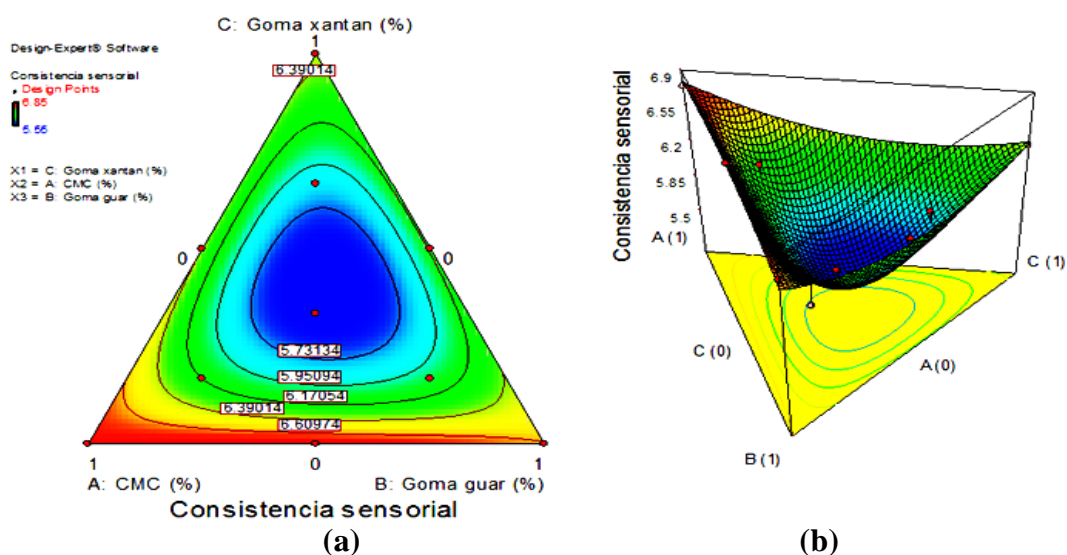 C: Goma xantan (%)
1
Design-Expert® Software
Consistencia sensorial
Design Points
6.85
5.55
X1 = C: Goma xantan (%)
X2 = A: CMC (%)
X3 = B: Goma guar (%)
6.39014
0
0
5.73134
5.95094
6.17054
6.39014
6.60974
1
0
1
A: CMC (%)
B: Goma guar (%)
Consistencia sensorial
(a)
6.9
6.55
6.2
5.85
5.5
Consistencia sensorial
A (1)
C (1)
C (0)
A (0)
B (1)
(b)